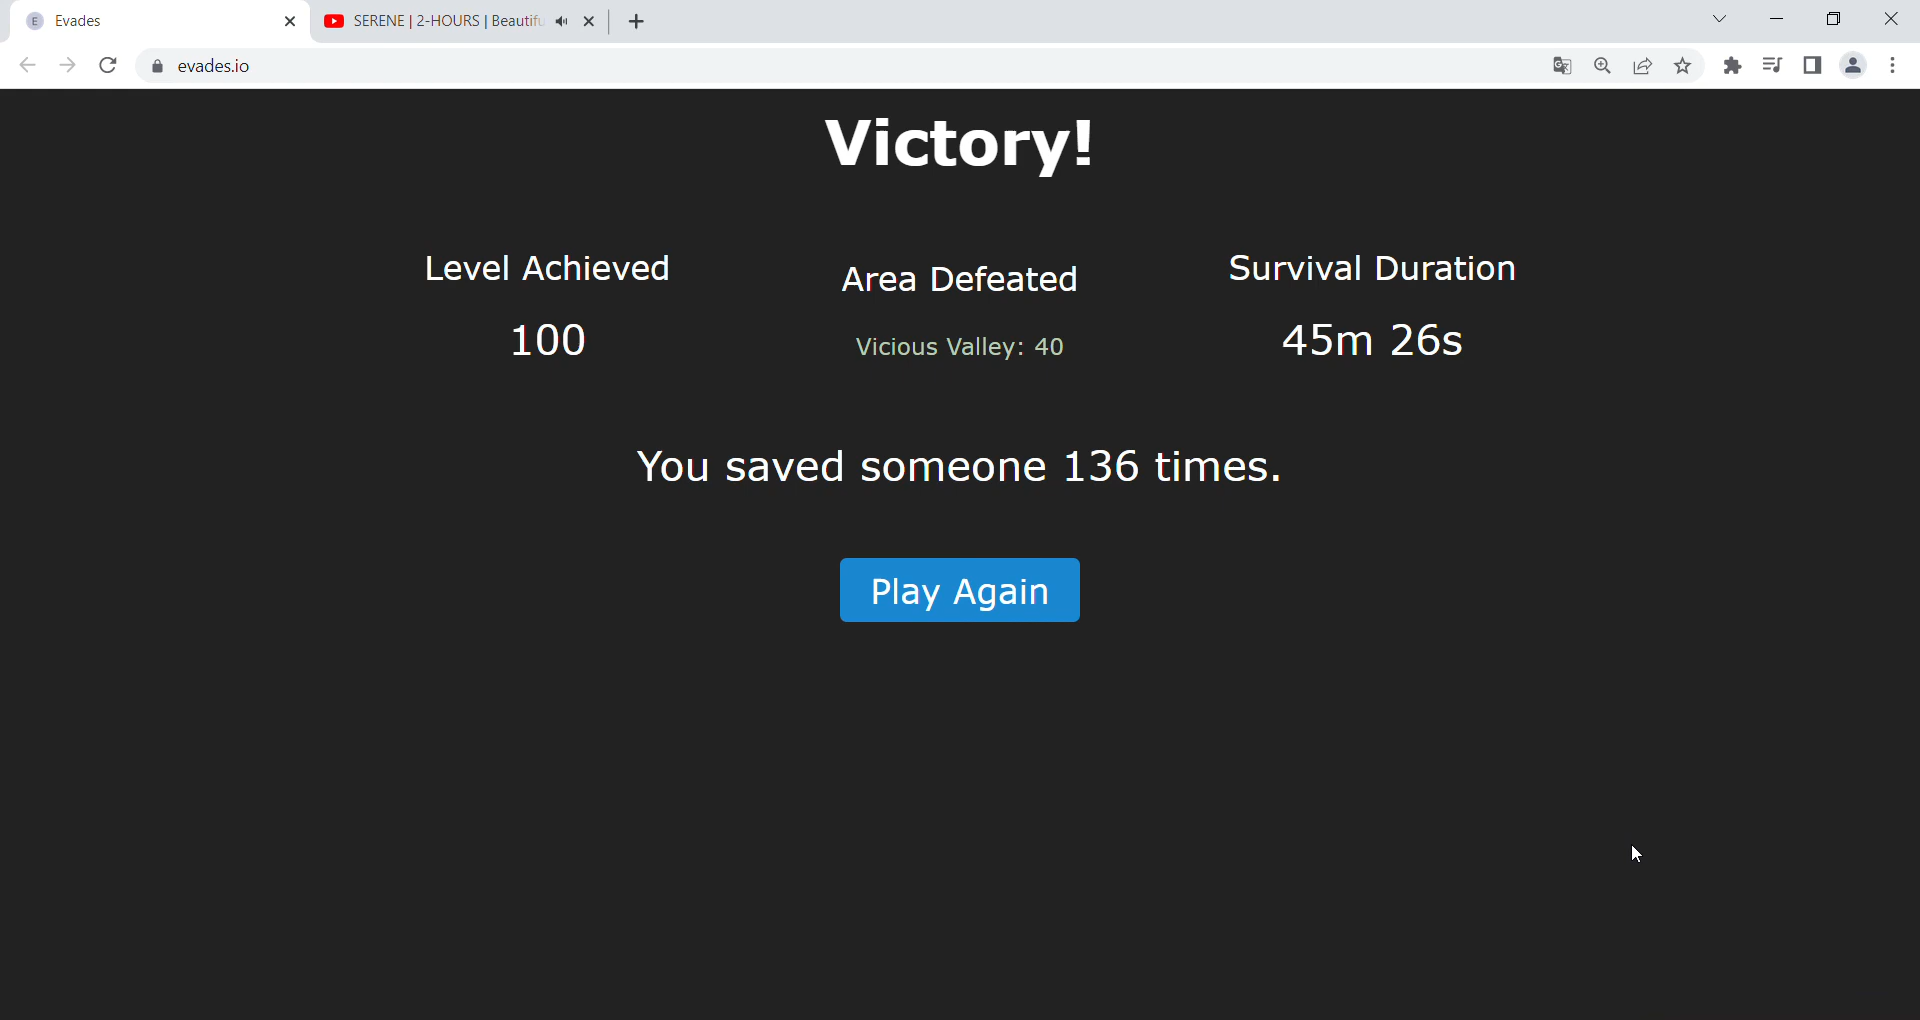 Evades
SERENE | 2-HOURS | Beautifu
evades.io
Victory!
Level Achieved
100
Area Defeated
Vicious Valley: 40
Survival Duration
45m 26s
You saved someone 136 times.
Play Again